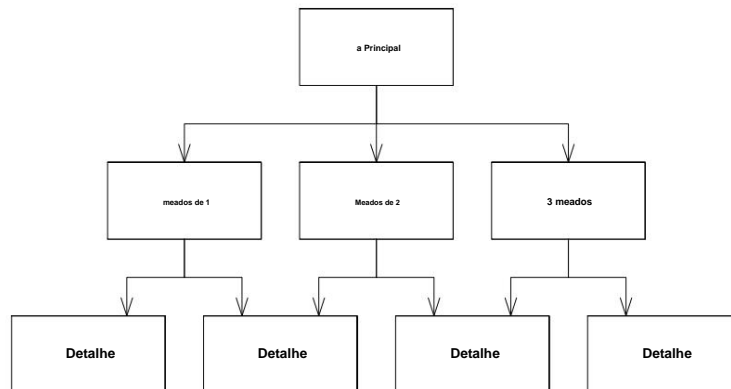 a Principal
meados de 1
Meados de 2
3 meados
Detalhe
Detalhe
Detalhe
Detalhe